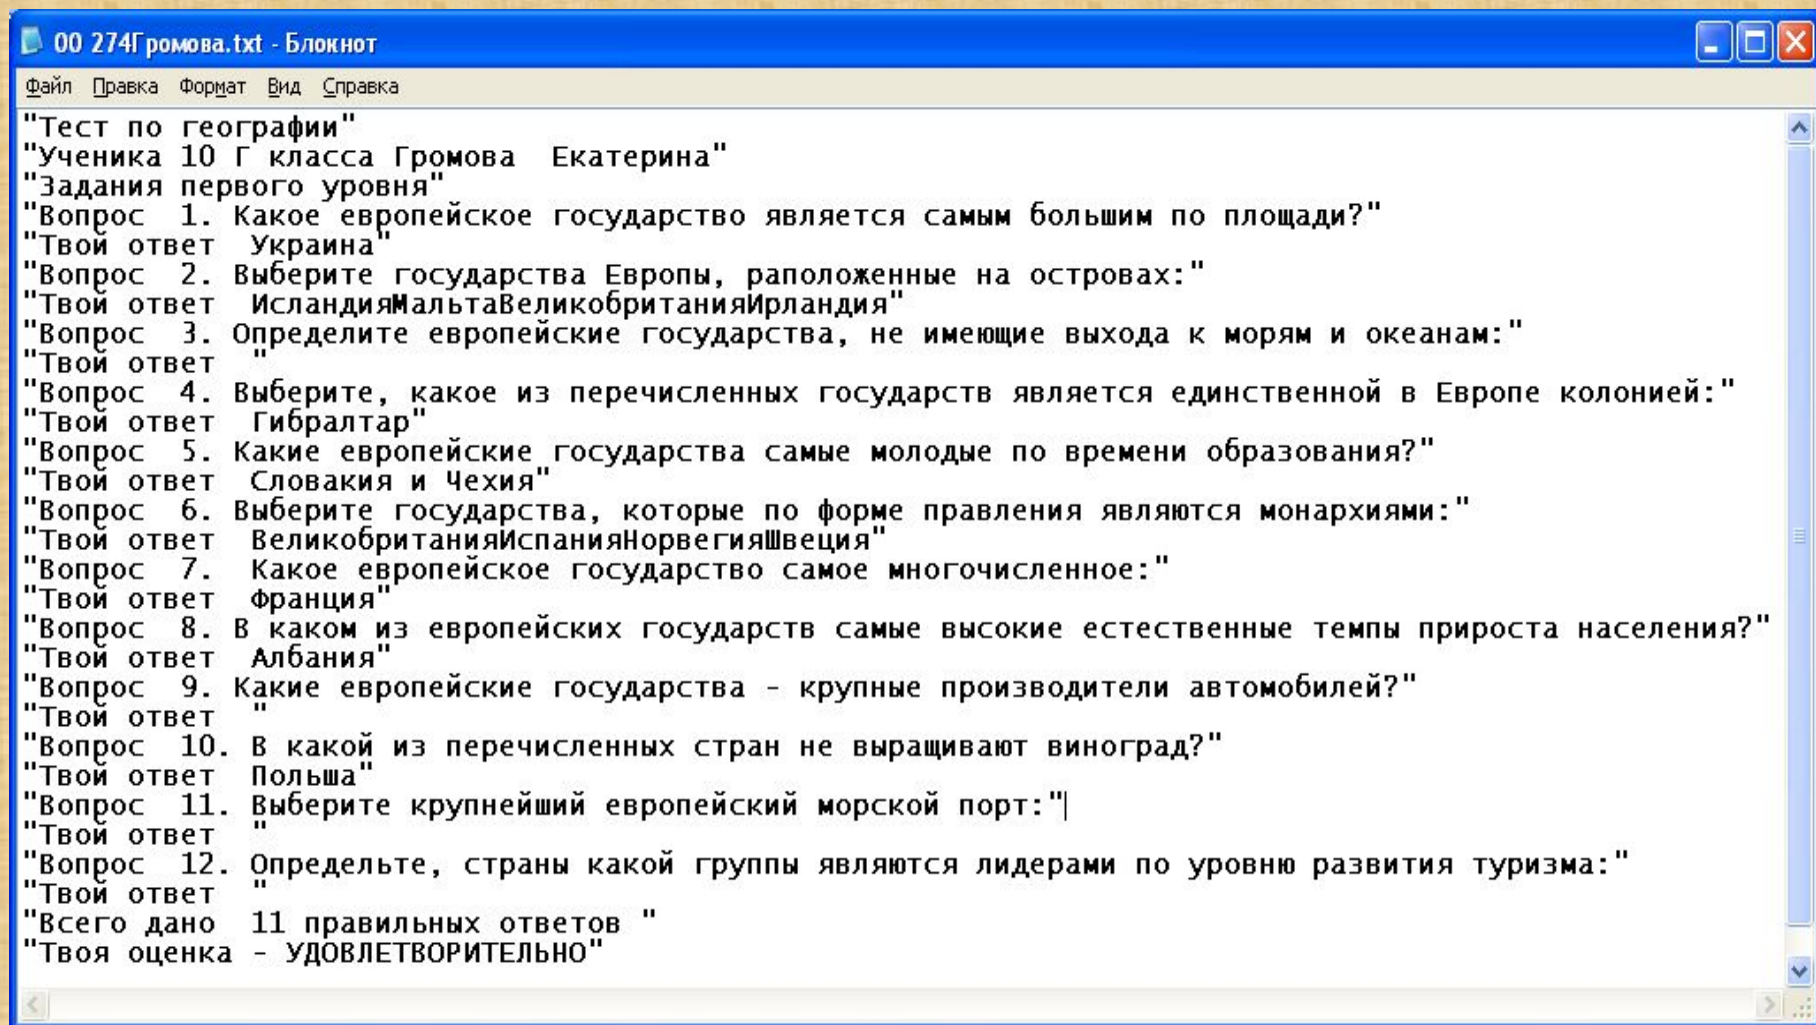 00 274Громова.txt - Блокнот
Файл Правка Формат Вид Справка
"Тест по географии"
"Ученика 10 Г класса Громова  Екатерина"
"Задания первого уровня"
"Вопрос  1. Какое европейское государство является самым большим по площади?"
"Твой ответ  Украина"
"Вопрос  2. Выберите государства Европы, раположенные на островах:"
"Твой ответ  ИсландияМальтаВеликобританияИрландия"
"Вопрос  3. Определите европейские государства, не имеющие выхода к морям и океанам:"
"Твой ответ  "
"Вопрос  4. Выберите, какое из перечисленных государств является единственной в Европе колонией:"
"Твой ответ  Гибралтар"
"Вопрос  5. Какие европейские государства самые молодые по времени образования?"
"Твой ответ  Словакия и Чехия"
"Вопрос  6. Выберите государства, которые по форме правления являются монархиями:"
"Твой ответ  ВеликобританияИспанияНорвегияШвеция"
"Вопрос  7.  Какое европейское государство самое многочисленное:"
"Твой ответ  Франция"
"Вопрос  8. В каком из европейских государств самые высокие естественные темпы прироста населения?"
"Твой ответ  Албания"
"Вопрос  9. Какие европейские государства - крупные производители автомобилей?"
"Твой ответ  "
"Вопрос  10. В какой из перечисленных стран не выращивают виноград?"
"Твой ответ  Польша"
"Вопрос  11. Выберите крупнейший европейский морской порт:"
"Твой ответ  "
"Вопрос  12. Определьте, страны какой группы являются лидерами по уровню развития туризма:"
"Твой ответ  "
"Всего дано  11 правильных ответов "
"Твоя оценка - УДОВЛЕТВОРИТЕЛЬНО"